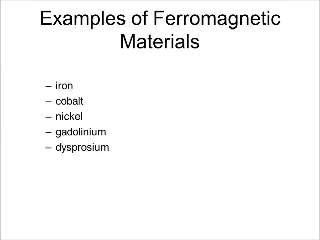 Examples of Ferromagnetic
Materials
– iron
– cobalt
– nickel
– gadolinium
– dysprosium